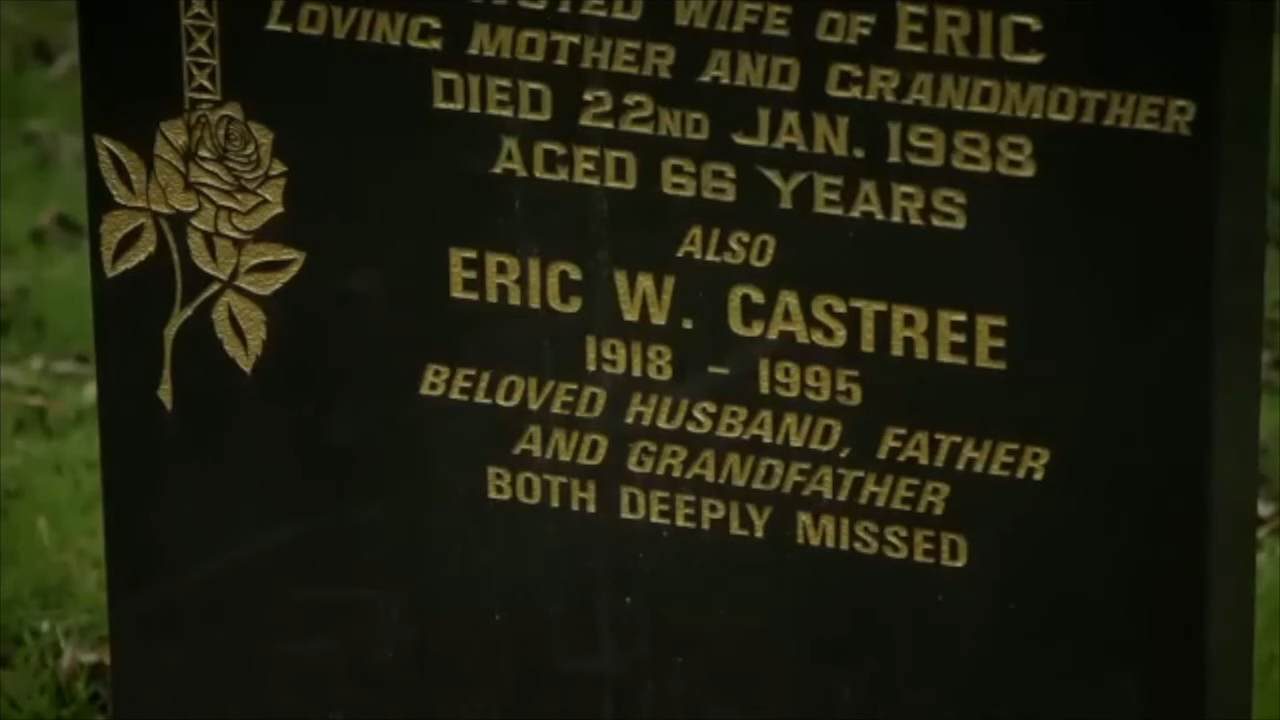 WIFE OF ERIC
LOVING MOTHER AND GRANDMOTHER
DIED 22ND JAN. 1988
AGED 66 YEARS
ALSO
ERIC W. CASTREE
1918 - 1995
BELOVED HUSBAND, FATHER
AND GRANDFATHER
BOTH DEEPLY MISSED